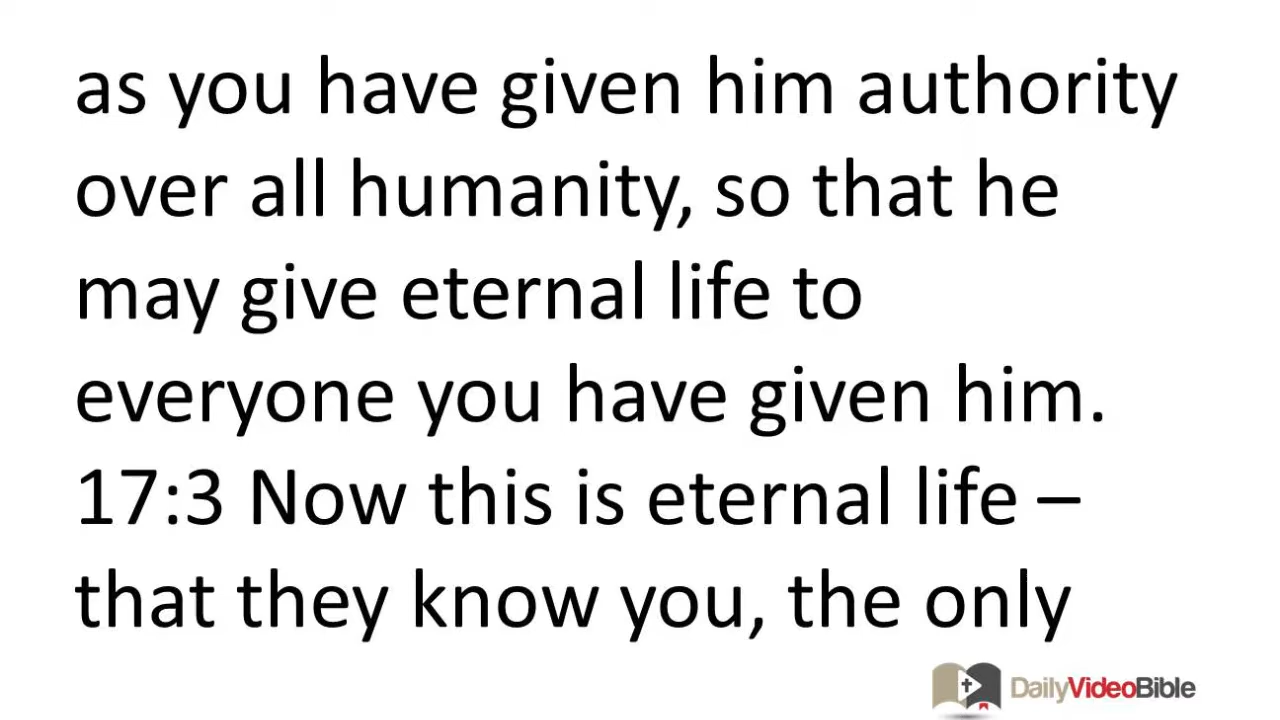 as you have given him authority
over all humanity, so that he
may give eternal life to
everyone you have given him.
17:3 Now this is eternal life –
that they know you, the only
DailyVideoBible